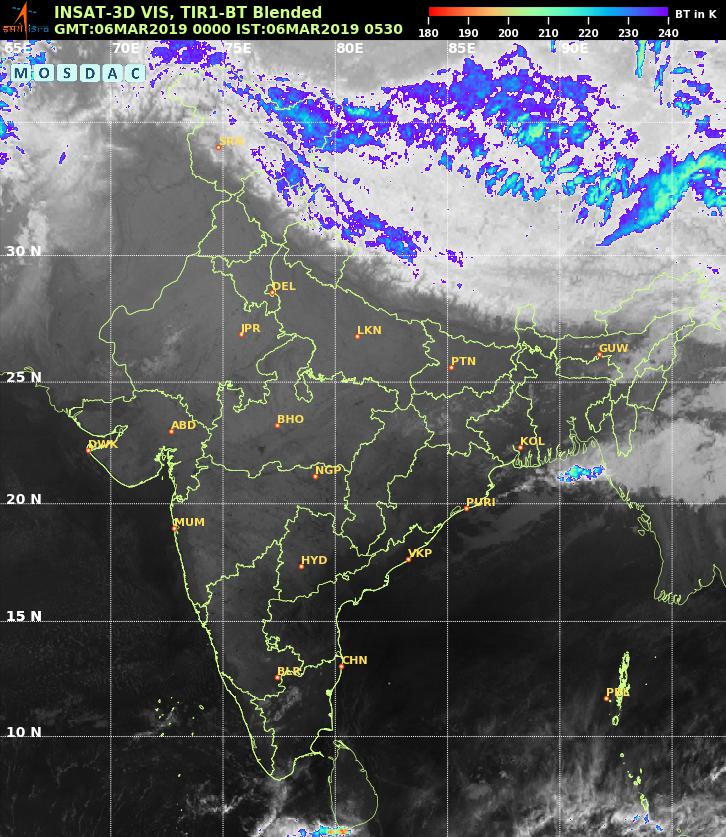 INSAT-3D VIS, TIR1-BT Blended
GMT:06MAR2019 0000 IST:06MAR2019 0530
BT in K
180 190 200 210 220 230 240
65E 70E 75E 80E 85E 90E
MOSDAC
SRN
30 N
DEL
JPR
LKN
GUW
PTN
25 N
BHO
ABD
DWK
KOL
NGP
20 N
PURI
MUM
VKP
HYD
15 N
CHN
BLR
10 N